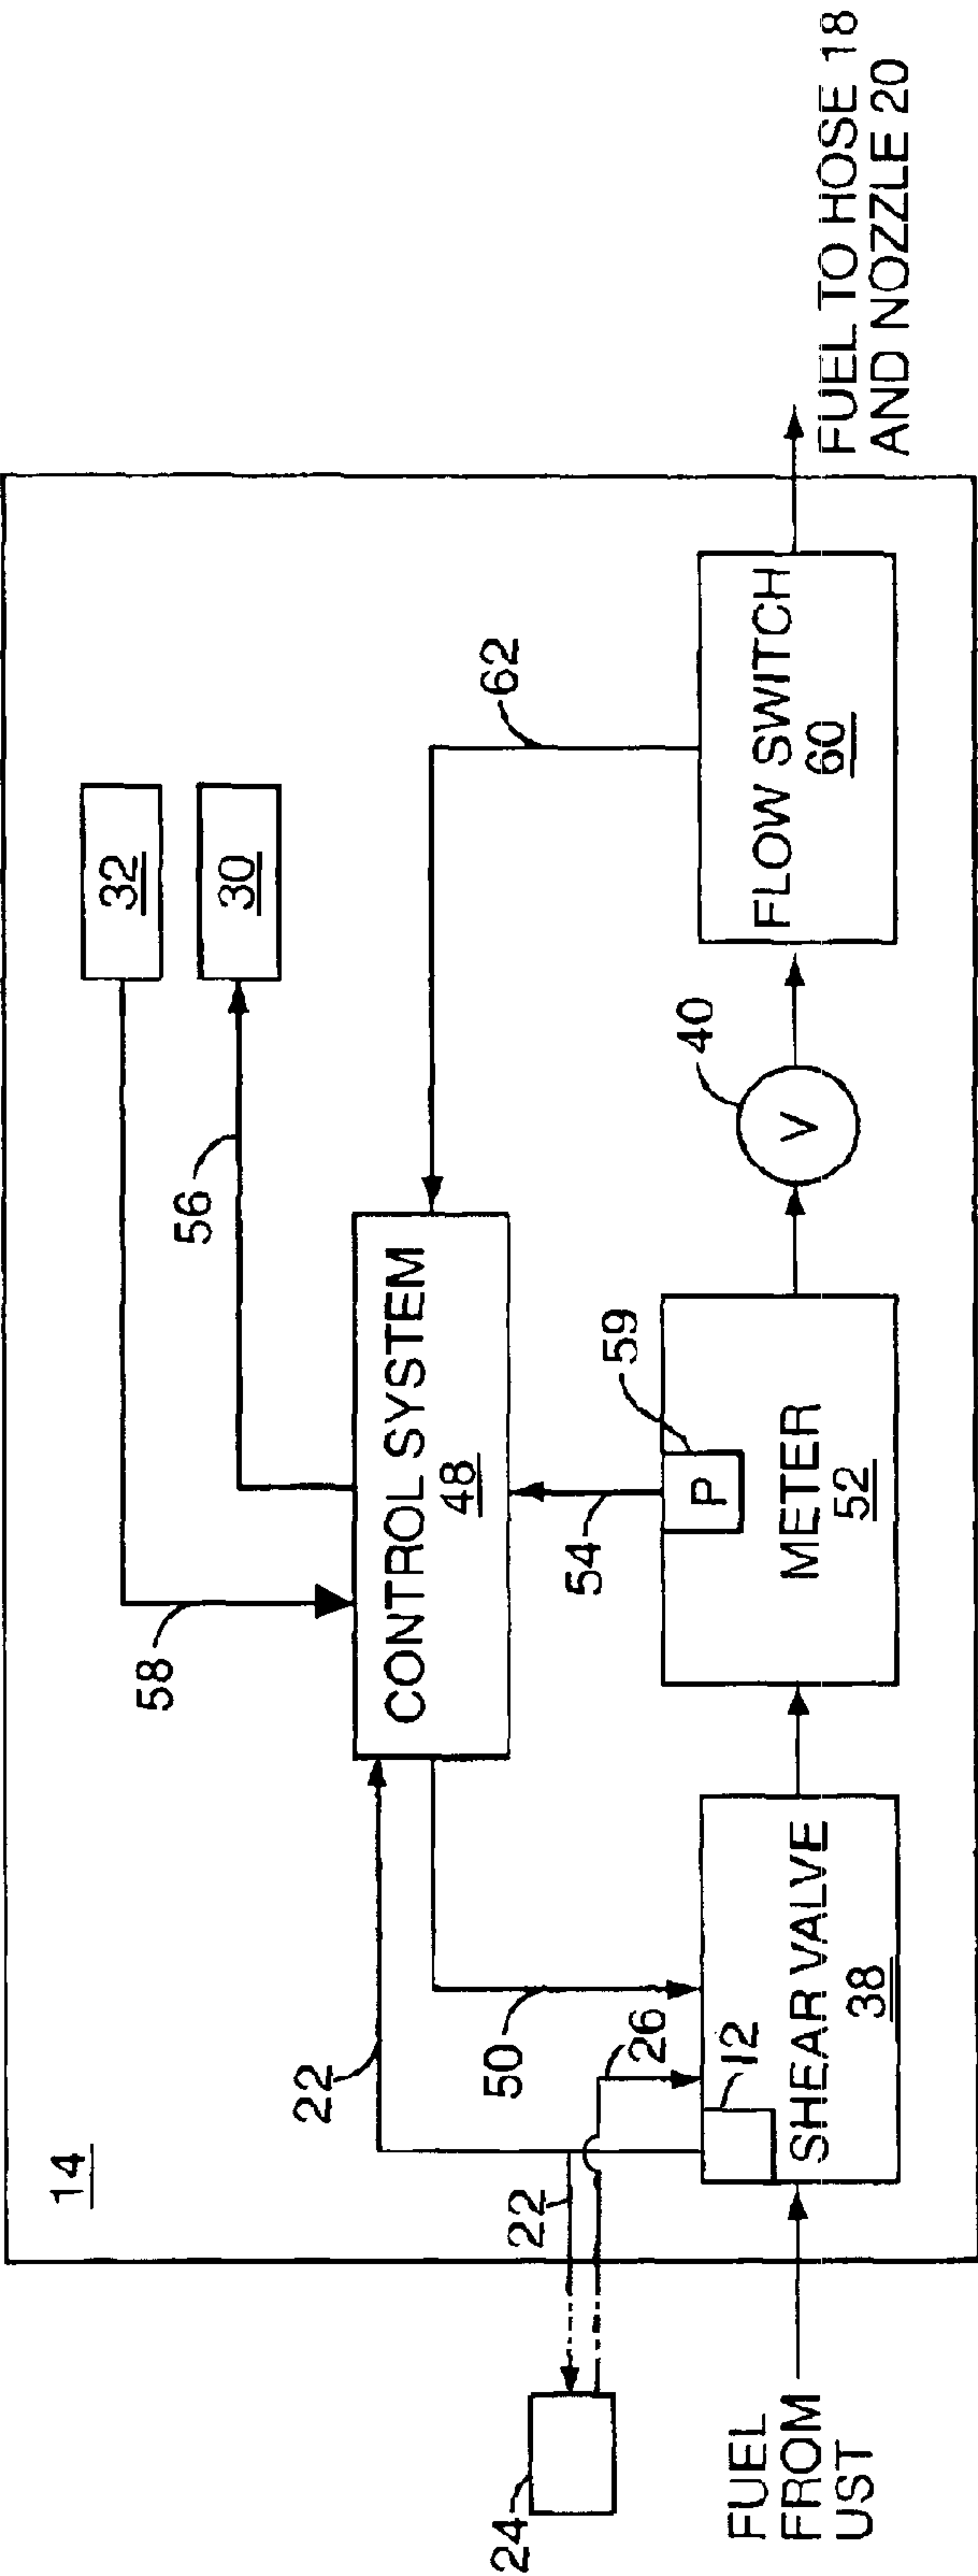 14
32
30
58
56
22
CONTROL SYSTEM
48
62
24
22
26
50
54
59
P
40
V
12
FUEL
FROM
UST
SHEAR VALVE
38
METER
52
FLOW SWITCH
60
FUEL TO HOSE 18
AND NOZZLE 20